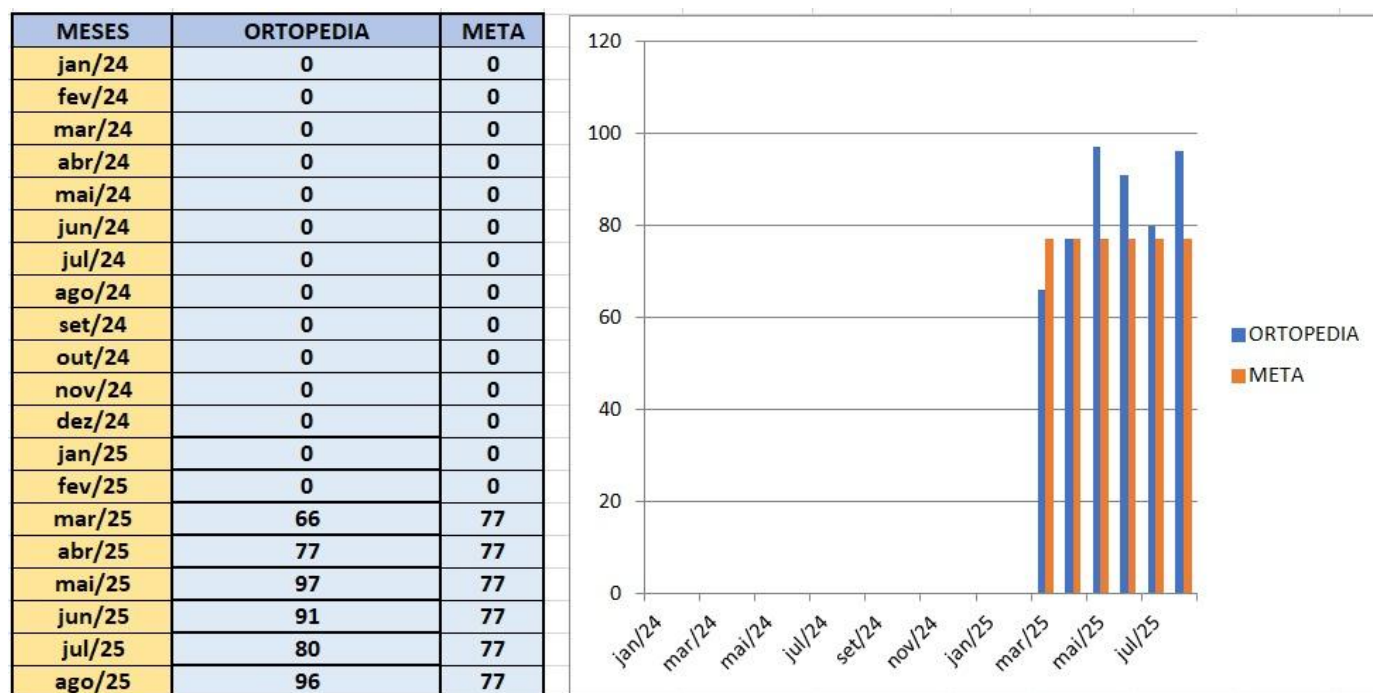 MESES ORTOPEDIA META
jan/24 0 0
fev/24 0 0
mar/24 0 0
abr/24 0 0
mai/24 0 0
jun/24 0 0
jul/24 0 0
ago/24 0 0
set/24 0 0
out/24 0 0
nov/24 0 0
dez/24 0 0
jan/25 0 0
fev/25 0 0
mar/25 66 77
abr/25 77 77
mai/25 97 77
jun/25 91 77
jul/25 80 77
ago/25 96 77
120
100
80
60
40
20
0
jan/24 mar/24 mai/24 jul/24 set/24 nov/24 jan/25 mar/25 mai/25 jul/25
ORTOPEDIA
META